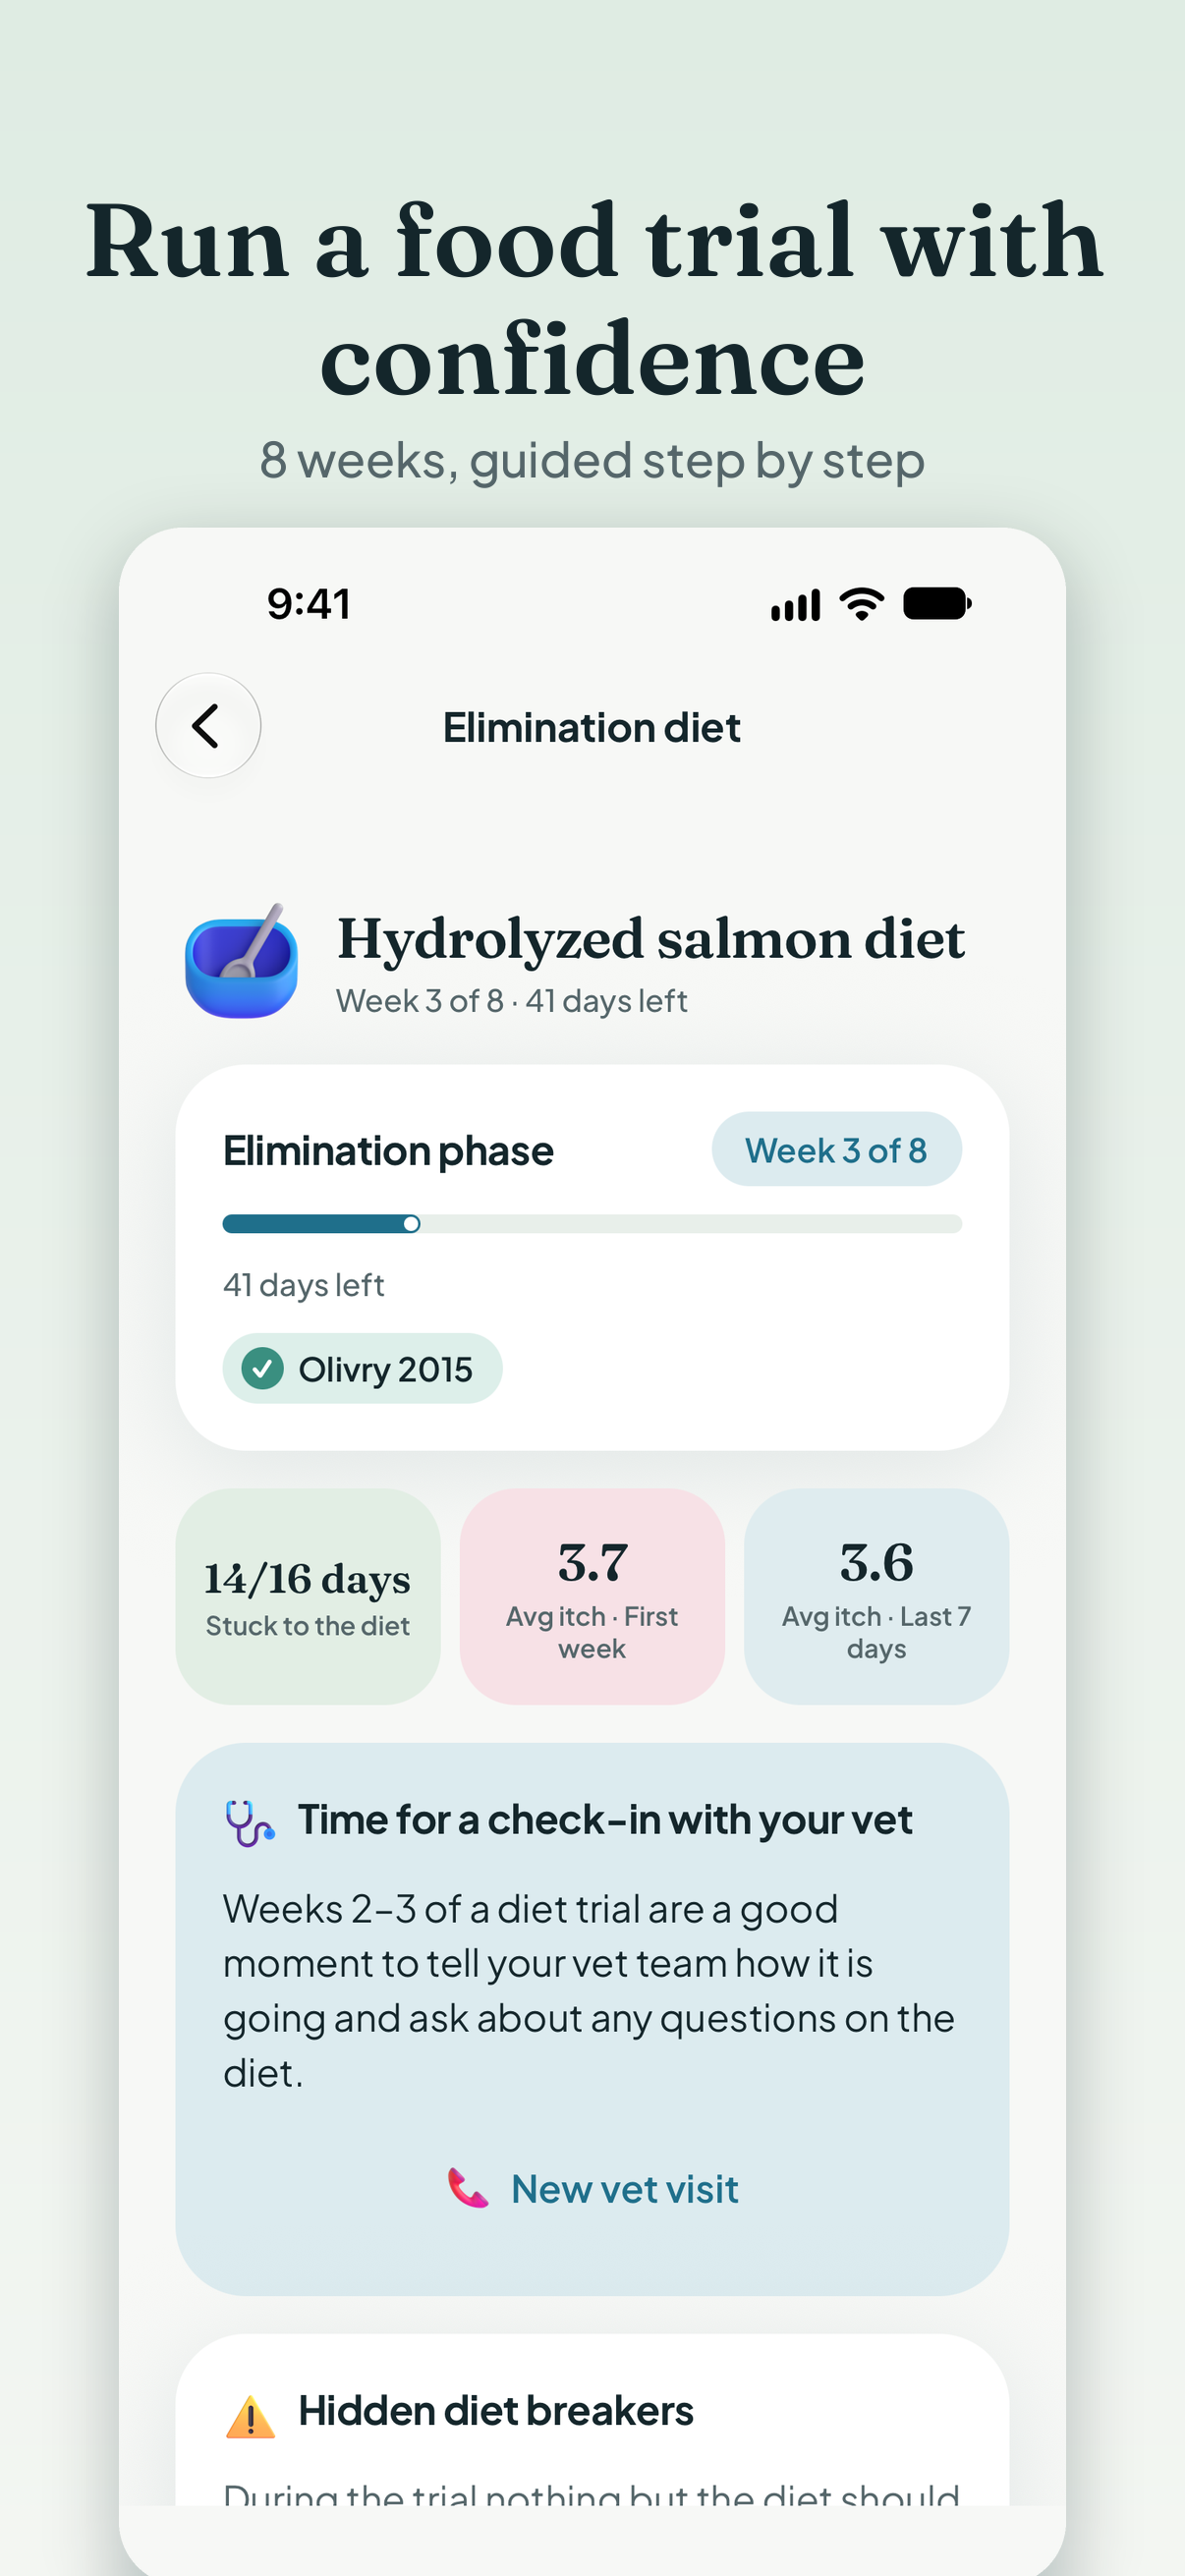 Run a food trial with
confidence
8 weeks, guided step by step
9:41
Elimination diet
Hydrolyzed salmon diet
Week 3 of 8 · 41 days left
Elimination phase
Week 3 of 8
41 days left
Olivry 2015
14/16 days
Stuck to the diet
3.7
Avg itch · First
week
3.6
Avg itch · Last 7
days
Time for a check-in with your vet
Weeks 2–3 of a diet trial are a good
moment to tell your vet team how it is
going and ask about any questions on the
diet.
New vet visit
Hidden diet breakers
During the trial nothing but the diet should